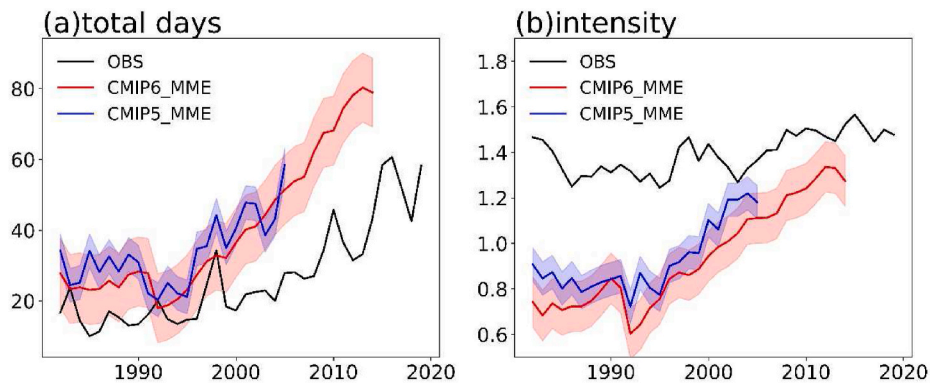 (a)total days
OBS
CMIP6_MME
CMIP5_MME
80
60
40
20
1990
2000
2010
2020
(b)intensity
OBS
CMIP6_MME
CMIP5_MME
1.8
1.6
1.4
1.2
1.0
0.8
0.6
1990
2000
2010
2020